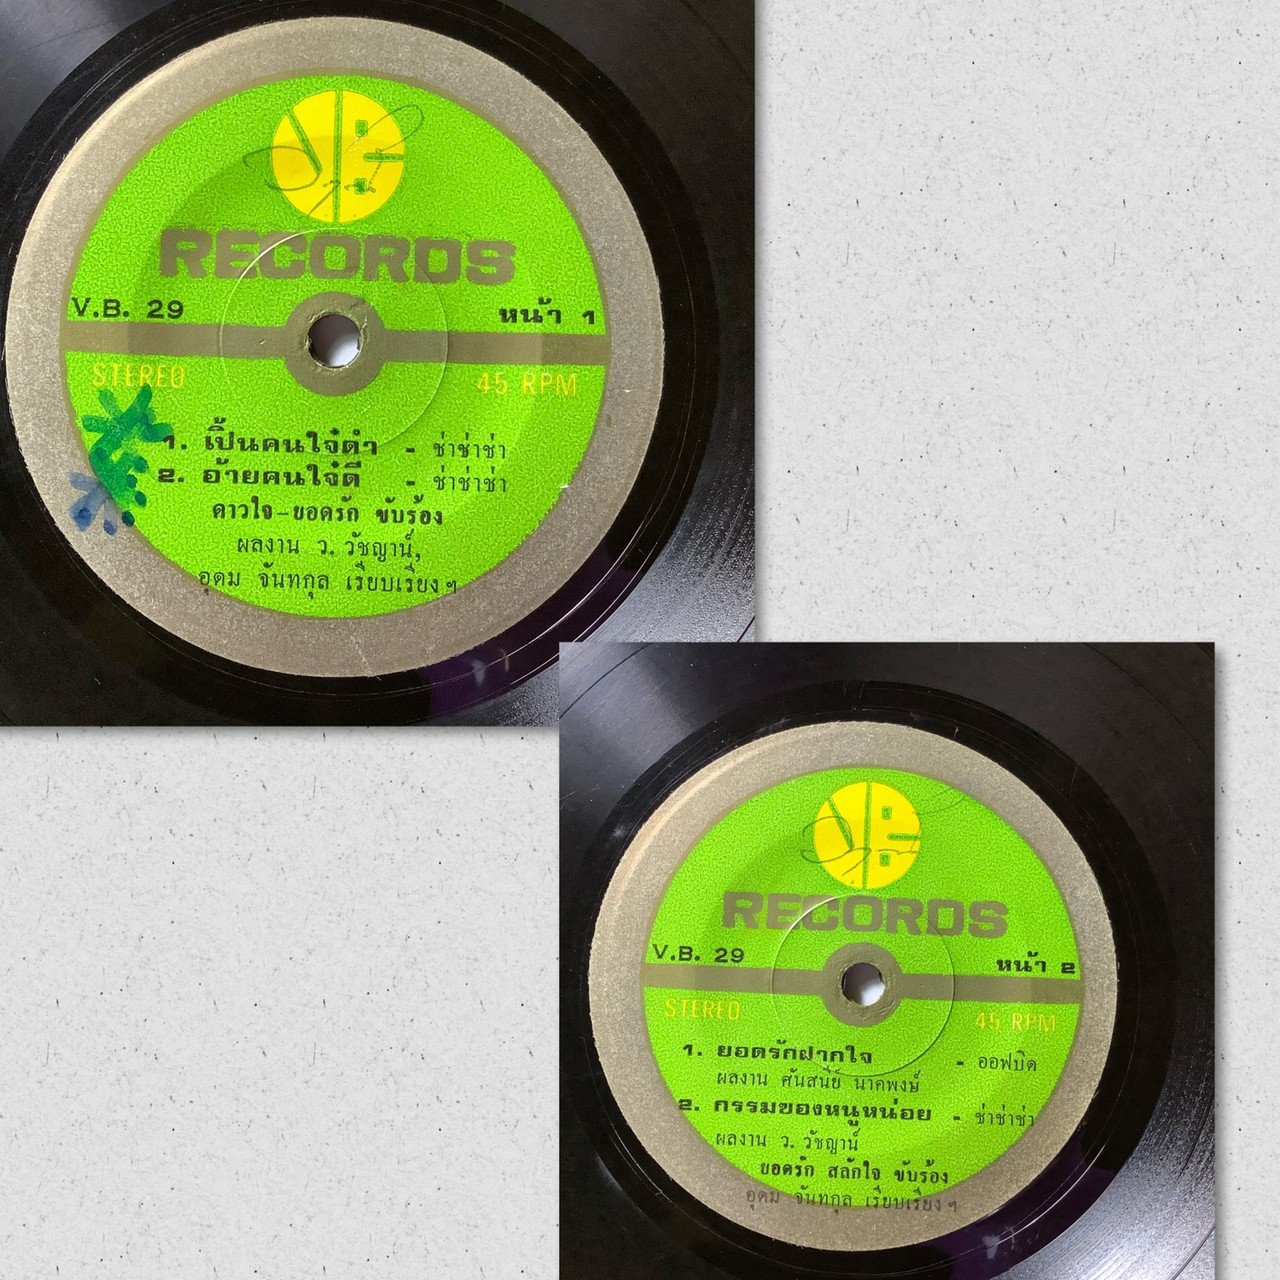 VB
RECORDS
V.B. 29
หน้า 1
STEREO
45 RPM
1. เปิ้นคนใจ๋ดำ - ช่าช่าช่า
2. อ้ายคนใจ๋ดี - ช่าช่าช่า
ดาวใจ-ยอดรัก ขับร้อง
ผลงาน ว. วัชญาน์,
อุดม จันทกุล เรียบเรียงฯ
VB
RECORDS
V.B. 29
หน้า 2
STEREO
45 RPM
1. ยอดรักฝากใจ - ออฟบิต
ผลงาน ศันสนีย์ นาคพงษ์
2. กรรมของหนูหน่อย - ช่าช่าช่า
ผลงาน ว. วัชญาน์
ยอดรัก สลักใจ ขับร้อง
อุดม จันทกุล เรียบเรียงฯ